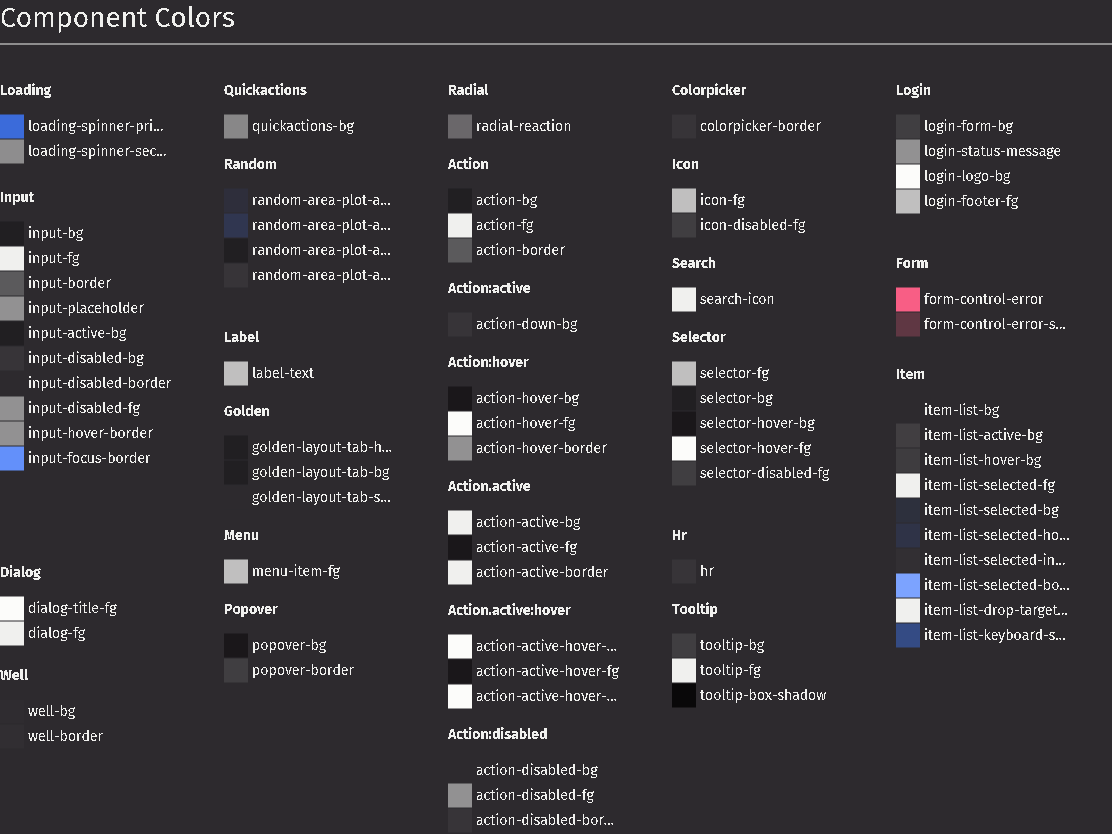 Component Colors
Loading
loading-spinner-pri...
loading-spinner-sec...
Input
input-bg
input-fg
input-border
input-placeholder
input-active-bg
input-disabled-bg
input-disabled-border
input-disabled-fg
input-hover-border
input-focus-border
Dialog
dialog-title-fg
dialog-fg
Well
well-bg
well-border
Quickactions
quickactions-bg
Random
random-area-plot-a...
random-area-plot-a...
random-area-plot-a...
random-area-plot-a...
Label
label-text
Golden
golden-layout-tab-h...
golden-layout-tab-bg
golden-layout-tab-s...
Menu
menu-item-fg
Popover
popover-bg
popover-border
Radial
radial-reaction
Action
action-bg
action-fg
action-border
Action:active
action-down-bg
Action:hover
action-hover-bg
action-hover-fg
action-hover-border
Action.active
action-active-bg
action-active-fg
action-active-border
Action.active:hover
action-active-hover-...
action-active-hover-fg
action-active-hover-...
Action:disabled
action-disabled-bg
action-disabled-fg
action-disabled-bor...
Colorpicker
colorpicker-border
Icon
icon-fg
icon-disabled-fg
Search
search-icon
Selector
selector-fg
selector-bg
selector-hover-bg
selector-hover-fg
selector-disabled-fg
Hr
hr
Tooltip
tooltip-bg
tooltip-fg
tooltip-box-shadow
Login
login-form-bg
login-status-message
login-logo-bg
login-footer-fg
Form
form-control-error
form-control-error-s...
Item
item-list-bg
item-list-active-bg
item-list-hover-bg
item-list-selected-fg
item-list-selected-bg
item-list-selected-ho...
item-list-selected-in...
item-list-selected-bo...
item-list-drop-target...
item-list-keyboard-s...